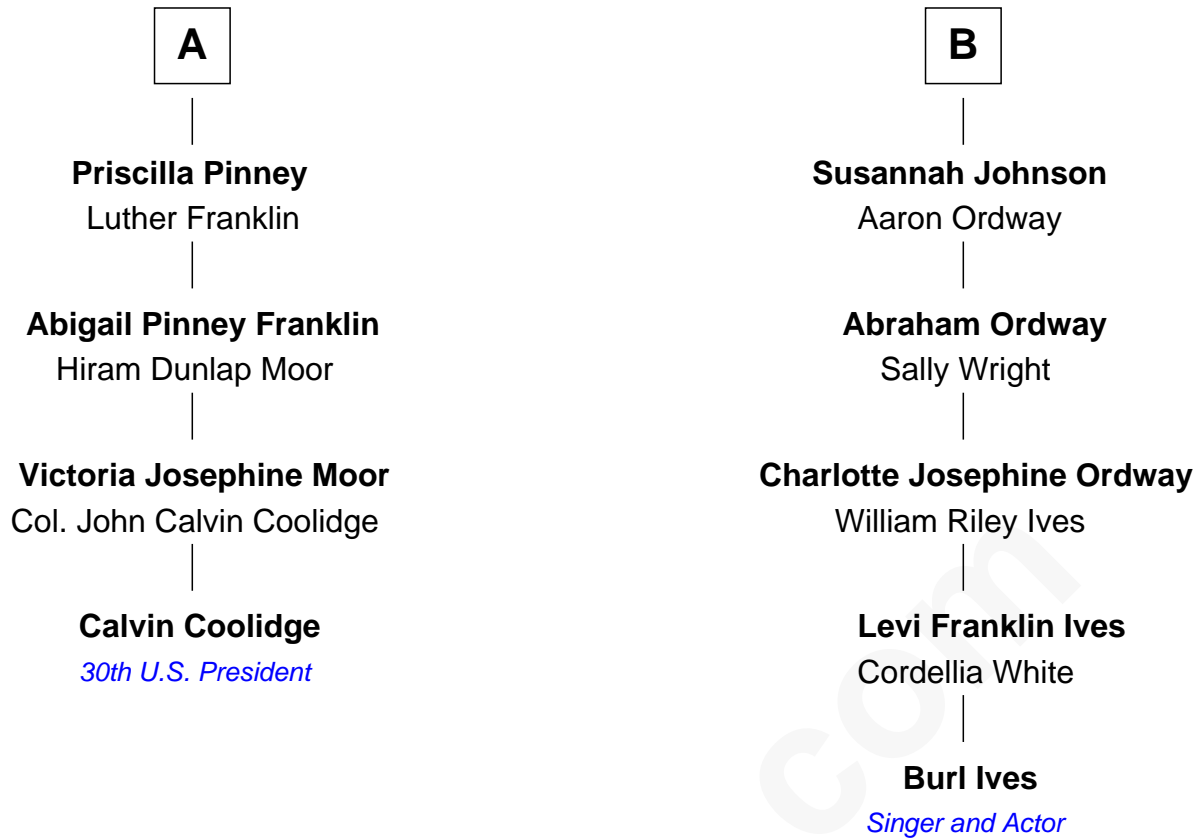 A
Priscilla Pinney
Luther Franklin
Abigail Pinney Franklin
Hiram Dunlap Moor
Victoria Josephine Moor
Col. John Calvin Coolidge
Calvin Coolidge
30th U.S. President
B
Susannah Johnson
Aaron Ordway
Abraham Ordway
Sally Wright
Charlotte Josephine Ordway
William Riley Ives
Levi Franklin Ives
Cordellia White
Burl Ives
Singer and Actor
com